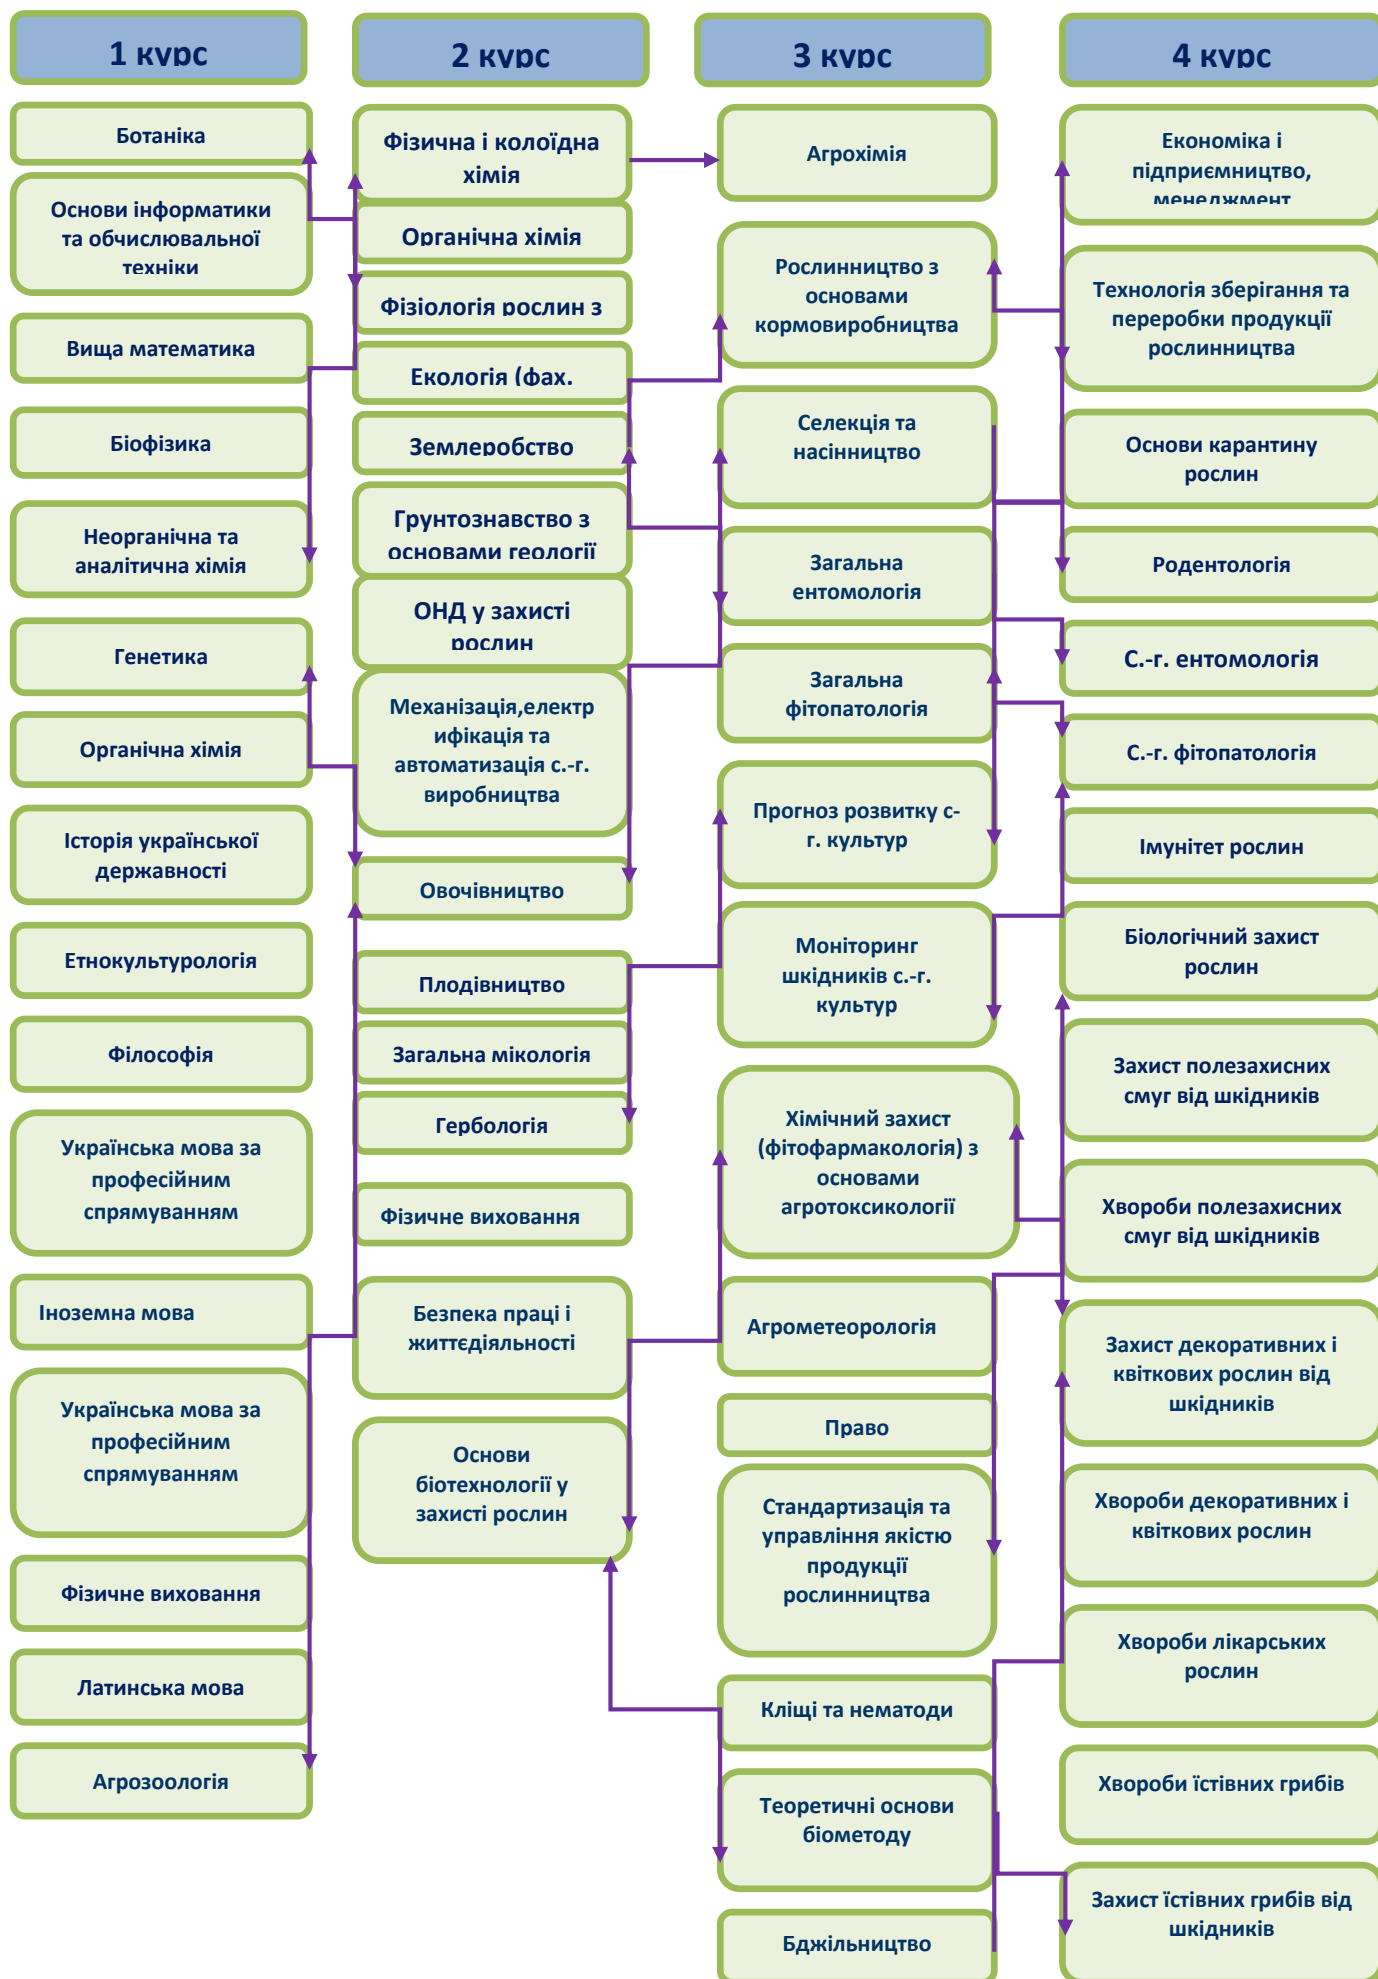 1 курс
2 курс
3 курс
4 курс
Ботаніка
Основи інформатики
та обчислювальної
техніки
Вища математика
Біофізика
Неорганічна та
аналітична хімія
Генетика
Органічна хімія
Історія української
державності
Етнокультурологія
Філософія
Українська мова за
професійним
спрямуванням
Іноземна мова
Українська мова за
професійним
спрямуванням
Фізичне виховання
Латинська мова
Агрозоологія
Фізична і колоїдна
хімія
Органічна хімія
Фізіологія рослин з
Екологія (фах.
Землеробство
Грунтознавство з
основами геології
ОНД у захисті
рослин
Механізація,електр
ифікація та
автоматизація с.-г.
виробництва
Овочівництво
Плодівництво
Загальна мікологія
Гербологія
Фізичне виховання
Безпека праці і
життєдіяльності
Основи
біотехнології у
захисті рослин
Агрохімія
Рослинництво з
основами
кормовиробництва
Селекція та
насінництво
Загальна
ентомологія
Загальна
фітопатологія
Прогноз розвитку с-
г. культур
Моніторинг
шкідників с.-г.
культур
Хімічний захист
(фітофармакологія) з
основами
агротоксикології
Агрометеорологія
Право
Стандартизація та
управління якістю
продукції
рослинництва
Кліщі та нематоди
Теоретичні основи
біометоду
Бджільництво
Економіка і
підприємництво,
менеджмент
Технологія зберігання та
переробки продукції
рослинництва
Основи карантину
рослин
Родентологія
С.-г. ентомологія
С.-г. фітопатологія
Імунітет рослин
Біологічний захист
рослин
Захист полезахисних
смуг від шкідників
Хвороби полезахисних
смуг від шкідників
Захист декоративних і
квіткових рослин від
шкідників
Хвороби декоративних і
квіткових рослин
Хвороби лікарських
рослин
Хвороби їстівних грибів
Захист їстівних грибів від
шкідників